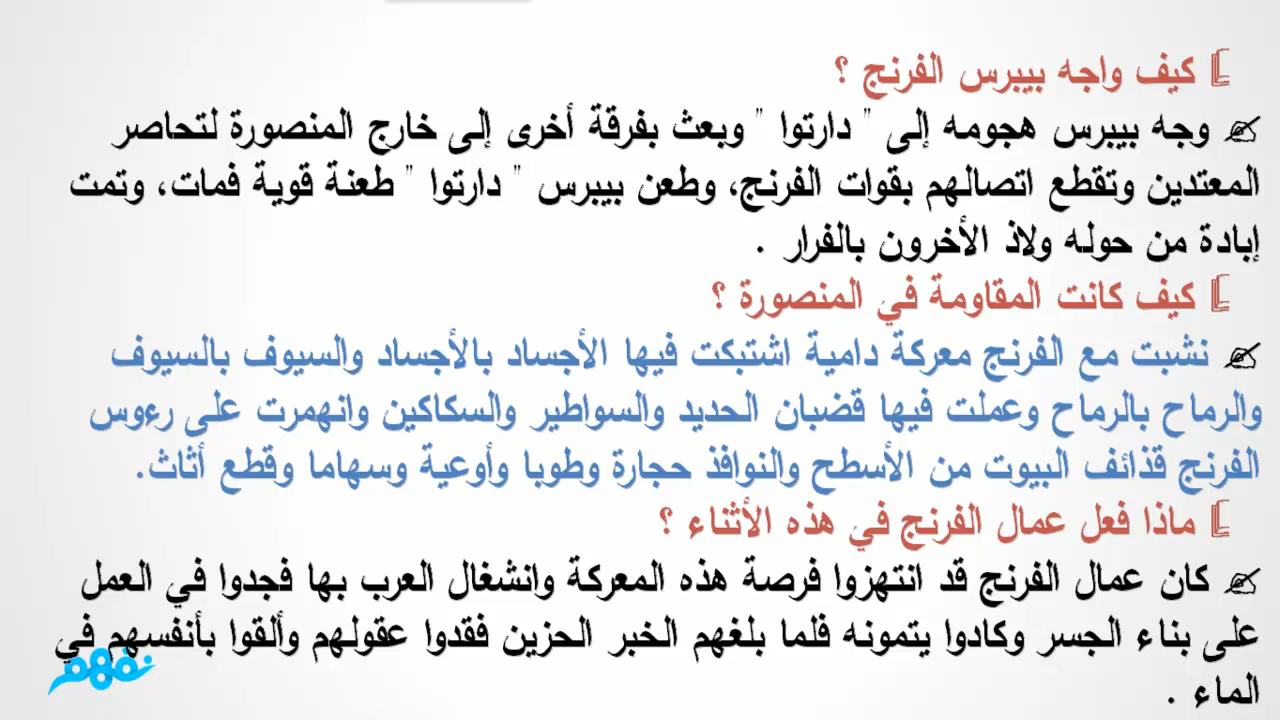 كيف واجه بيبرس الفرنج ؟
وجه بيبرس هجومه إلى " دارتوا " وبعث بفرقة أخرى إلى خارج المنصورة لتحاصر
المعتدين وتقطع اتصالهم بقوات الفرنج، وطعن بيبرس " دارتوا " طعنة قوية فمات، وتمت
إبادة من حوله ولاذ الأخرون بالفرار .
كيف كانت المقاومة في المنصورة ؟
نشبت مع الفرنج معركة دامية اشتبكت فيها الأجساد بالأجساد والسيوف بالسيوف
والرماح بالرماح وعملت فيها قضبان الحديد والسواطير والسكاكين وانهمرت على رءوس
الفرنج قذائف البيوت من الأسطح والنوافذ حجارة وطوبا وأوعية وسهاما وقطع أثاث.
ماذا فعل عمال الفرنج في هذه الأثناء ؟
كان عمال الفرنج قد انتهزوا فرصة هذه المعركة وانشغال العرب بها فجدوا في العمل
على بناء الجسر وكادوا يتمونه فلما بلغهم الخبر الحزين فقدوا عقولهم وألقوا بأنفسهم في
الماء .
نفهم